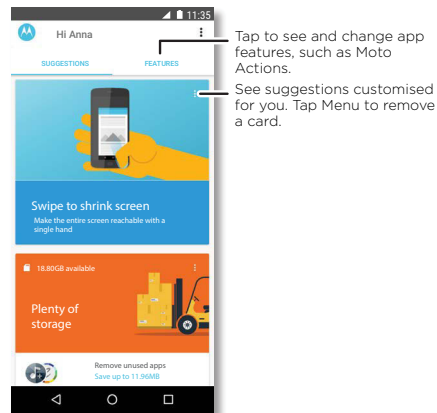 11:35
Hi Anna
SUGGESTIONS FEATURES
Swipe to shrink screen
Make the entire screen reachable with a
single hand
18.80GB available
Plenty of
storage
Remove unused apps
Save up to 11.96MB
Tap to see and change app
features, such as Moto
Actions.
See suggestions customised
for you. Tap Menu to remove
a card.